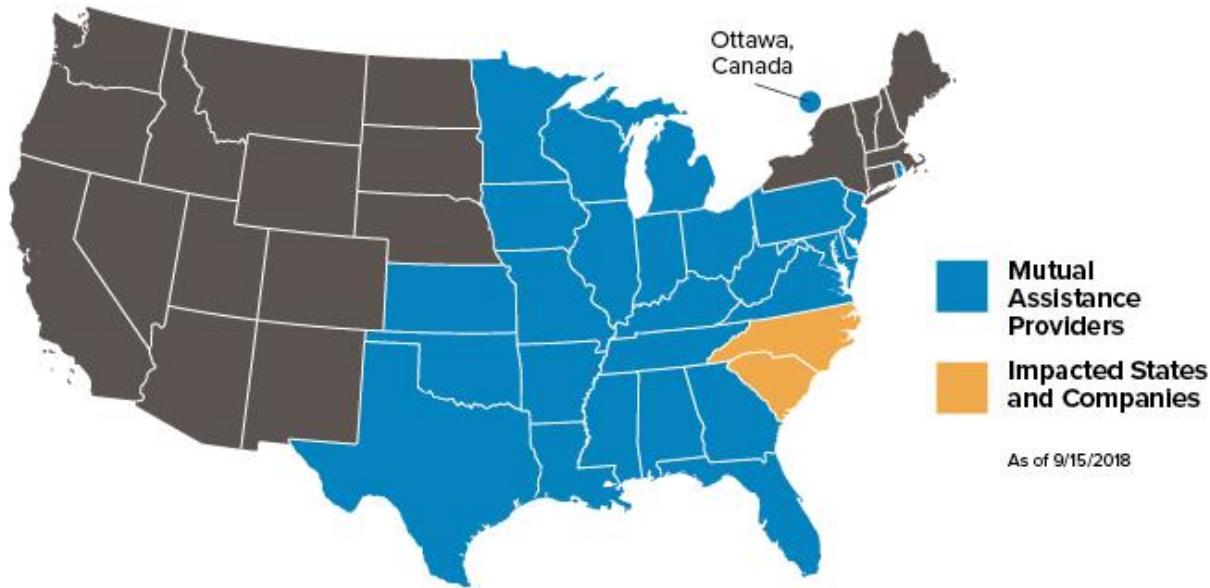 Ottawa,
Canada
Mutual
Assistance
Providers
Impacted States
and Companies
As of 9/15/2018